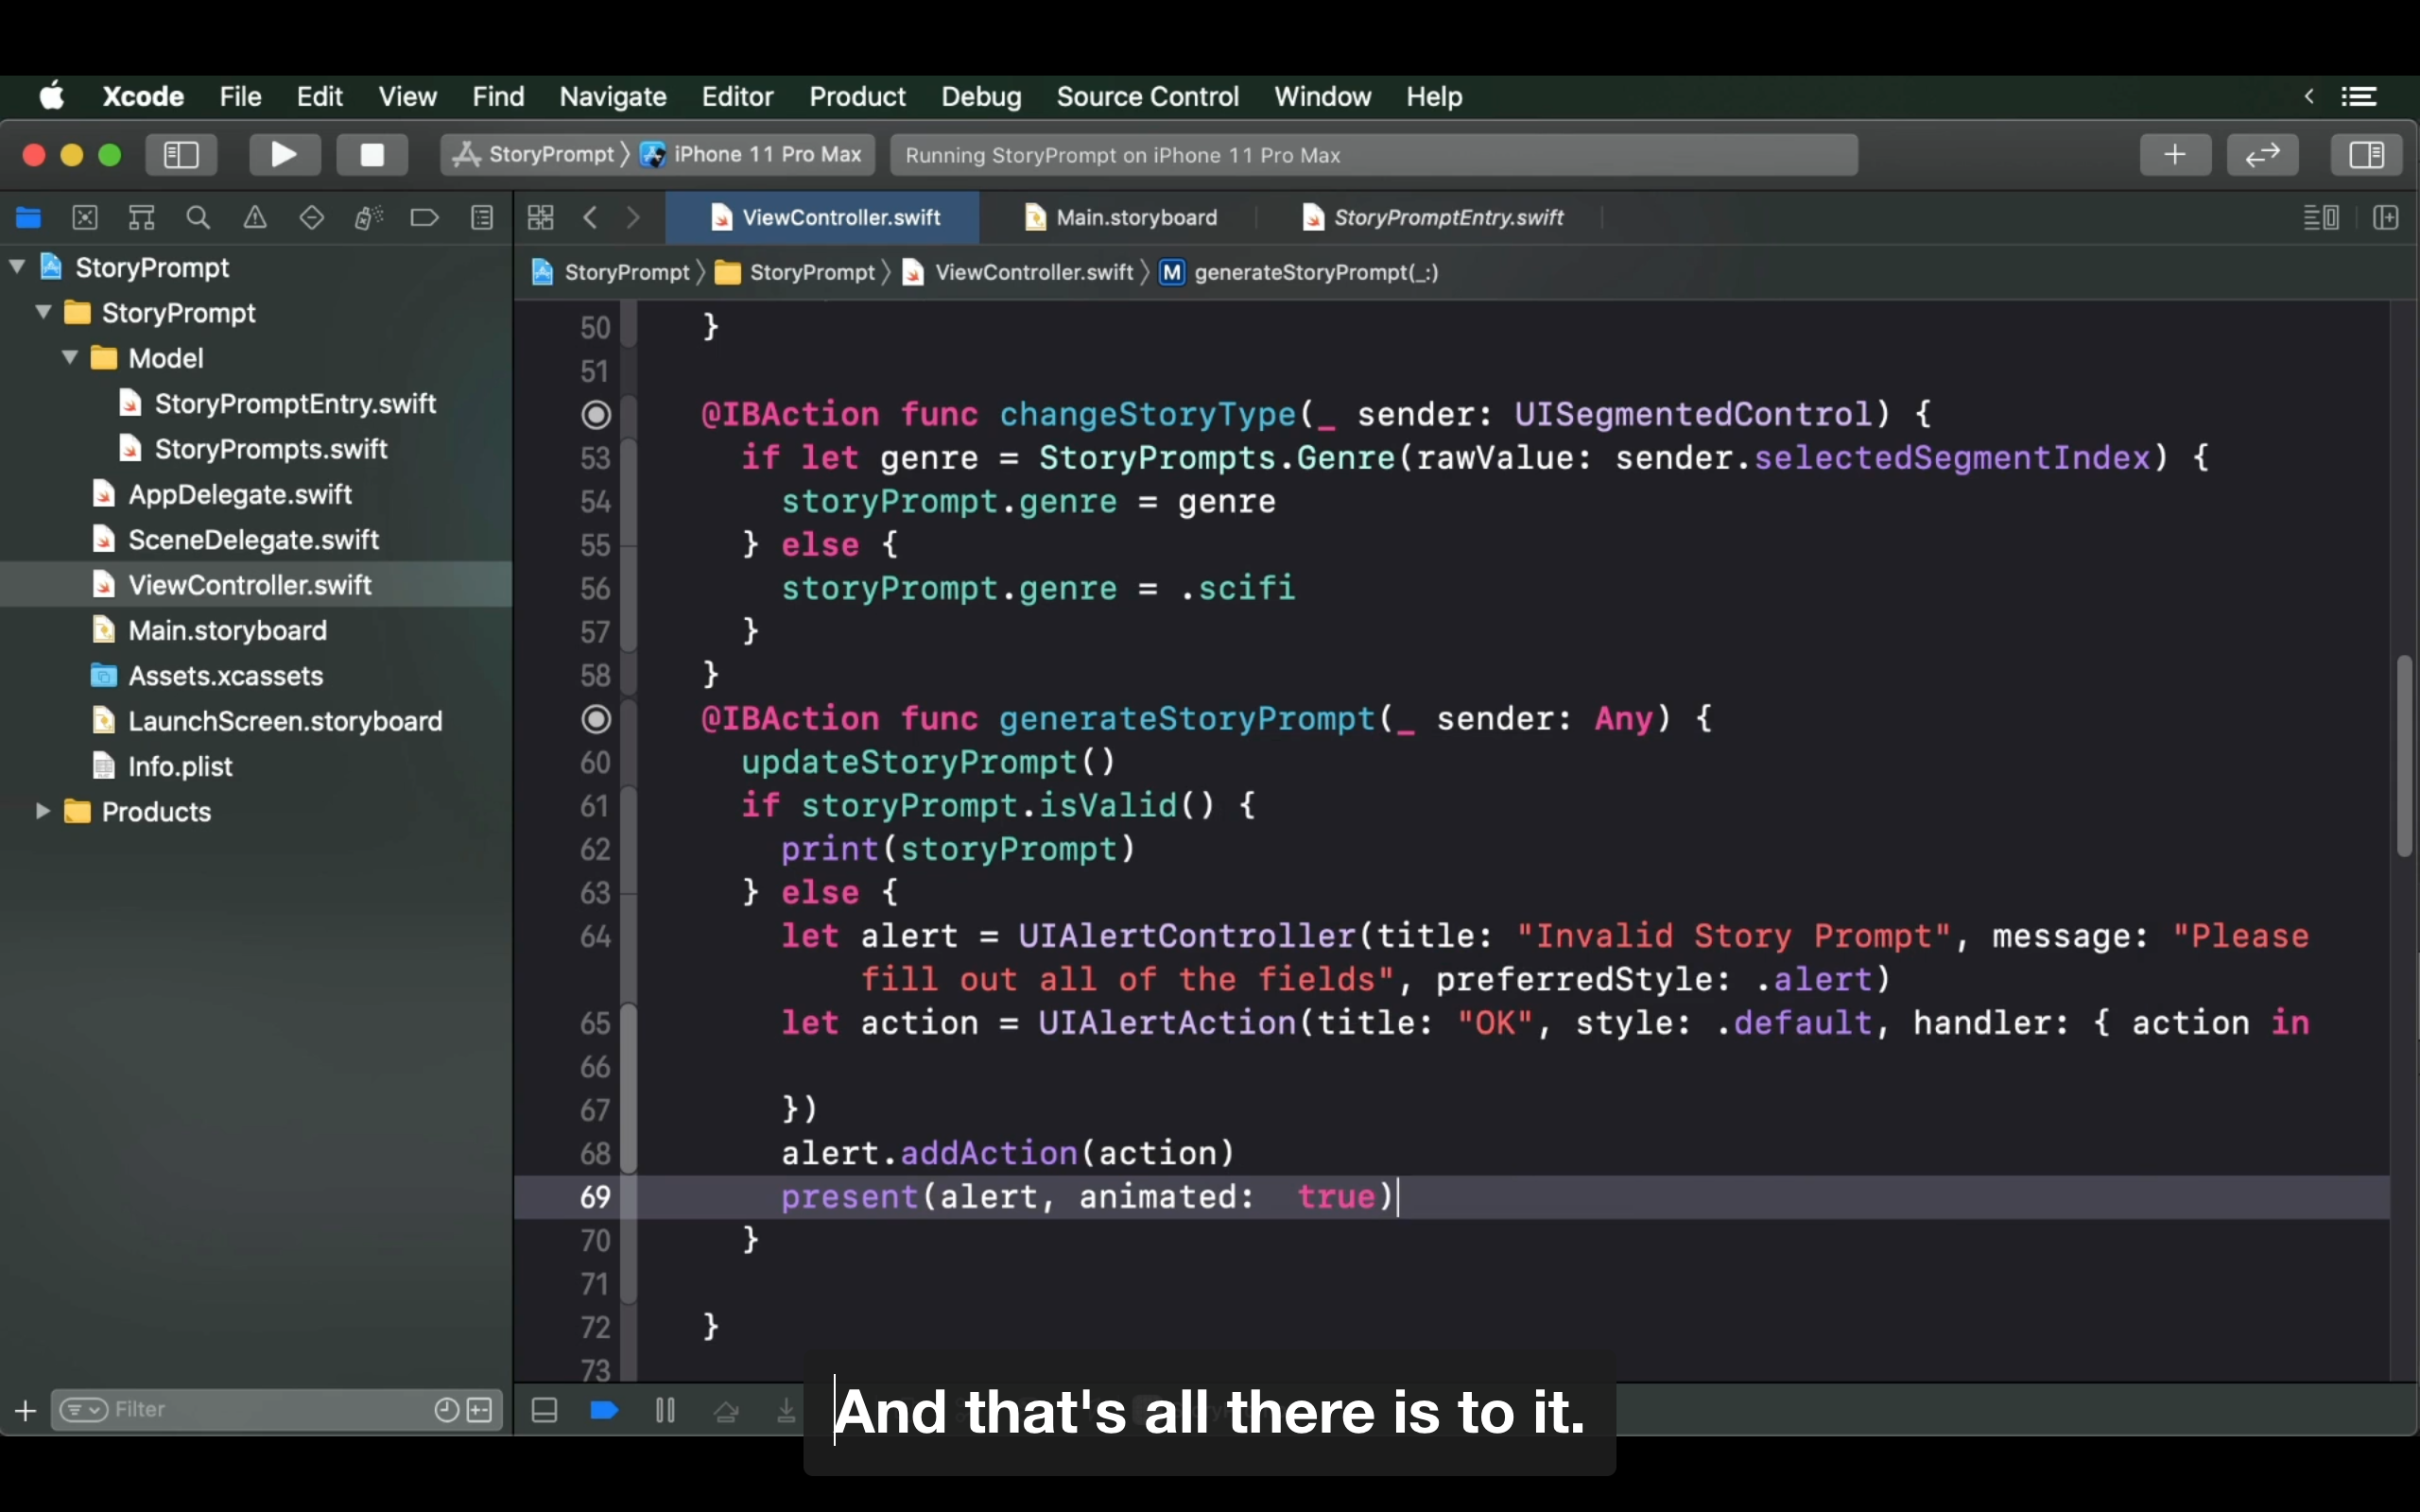 Xcode File Edit View Find Navigate Editor Product Debug Source Control Window Help
StoryPrompt iPhone 11 Pro Max Running StoryPrompt on iPhone 11 Pro Max
ViewController.swift Main.storyboard StoryPromptEntry.swift
StoryPrompt StoryPrompt ViewController.swift M generateStoryPrompt(_:)
StoryPrompt
StoryPrompt
Model
StoryPromptEntry.swift
StoryPrompts.swift
AppDelegate.swift
SceneDelegate.swift
ViewController.swift
Main.storyboard
Assets.xcassets
LaunchScreen.storyboard
Info.plist
Products
Filter
50 }
51
@IBAction func changeStoryType(_ sender: UISegmentedControl) {
53 if let genre = StoryPrompts.Genre(rawValue: sender.selectedSegmentIndex) {
54 storyPrompt.genre = genre
55 } else {
56 storyPrompt.genre = .scifi
57 }
58 }
@IBAction func generateStoryPrompt(_ sender: Any) {
60 updateStoryPrompt()
61 if storyPrompt.isValid() {
62 print(storyPrompt)
63 } else {
64 let alert = UIAlertController(title: "Invalid Story Prompt", message: "Please
fill out all of the fields", preferredStyle: .alert)
65 let action = UIAlertAction(title: "OK", style: .default, handler: { action in
66
67 })
68 alert.addAction(action)
69 present(alert, animated:  true)
70 }
71
72 }
73
And that's all there is to it.